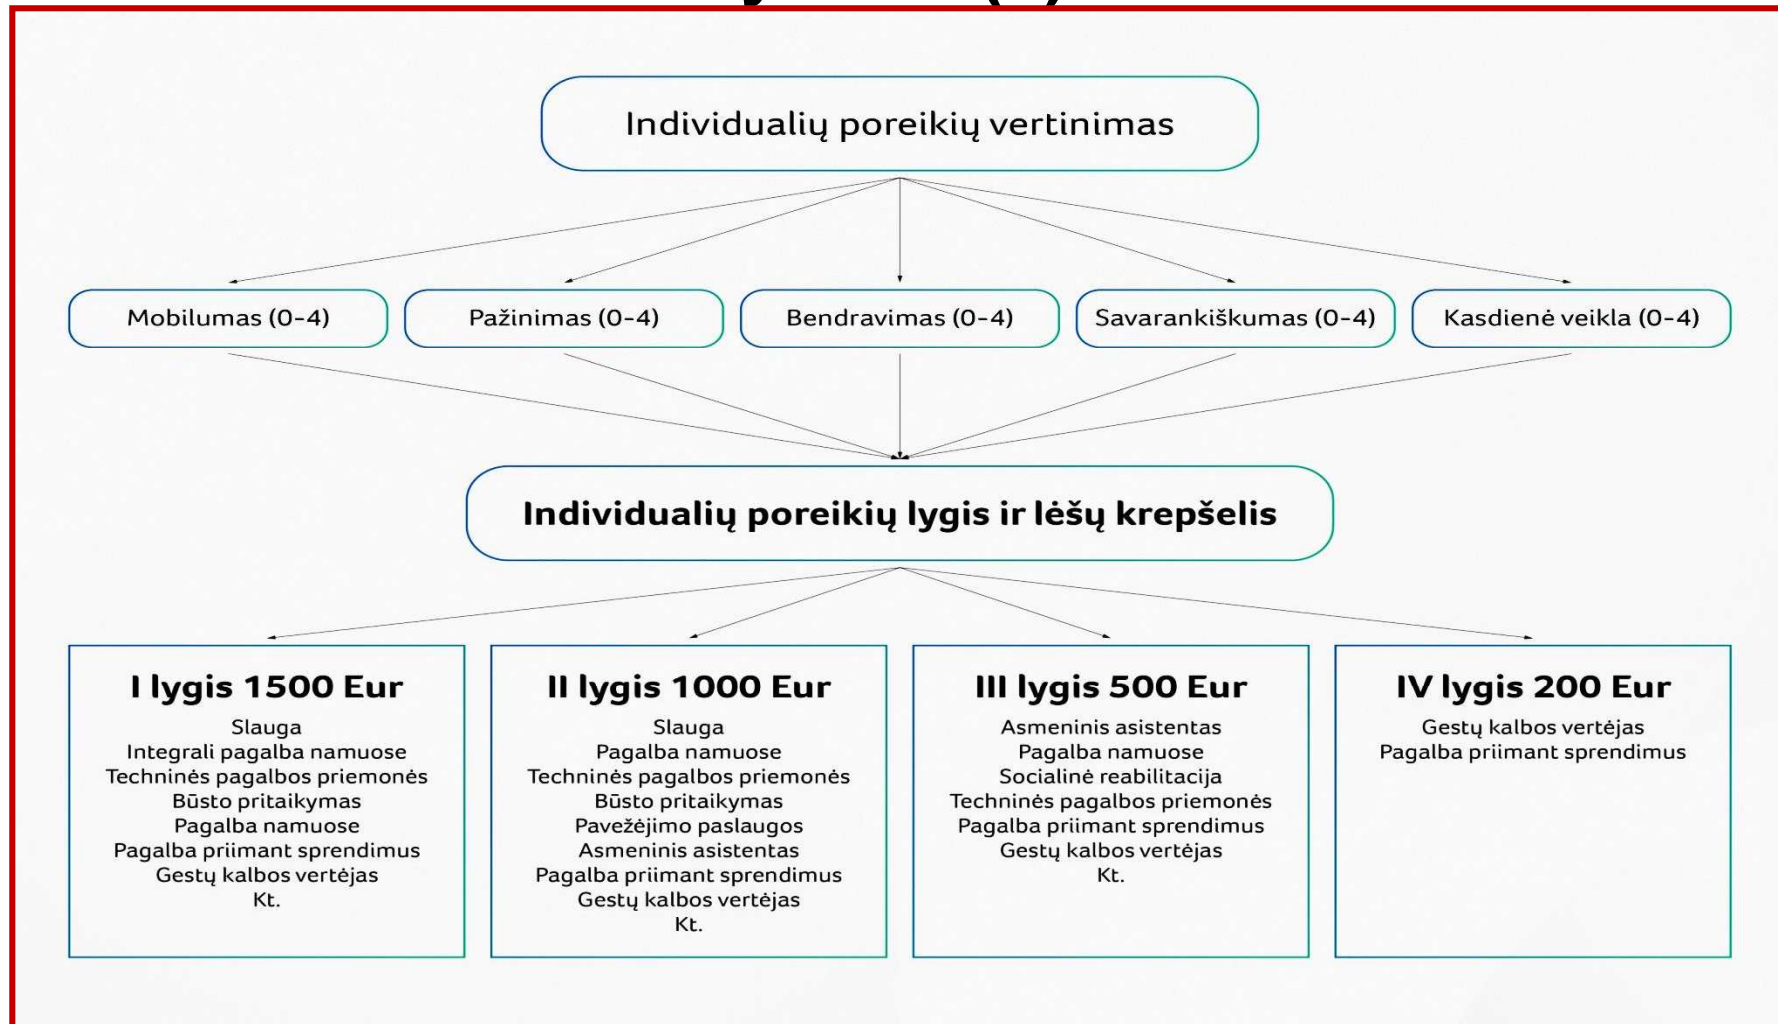 Individualių poreikių vertinimas
Mobilumas (0-4)
Pažinimas (0-4)
Bendravimas (0-4)
Savarankiškumas (0-4)
Kasdienė veikla (0-4)
Individualių poreikių lygis ir lėšų krepšelis
I lygis 1500 Eur
Slauga
Integrali pagalba namuose
Techninės pagalbos priemonės
Būsto pritaikymas
Pagalba namuose
Pagalba priimant sprendimus
Gestų kalbos vertėjas
Kt.
II lygis 1000 Eur
Slauga
Pagalba namuose
Techninės pagalbos priemonės
Būsto pritaikymas
Pavežėjimo paslaugos
Asmeninis asistentas
Pagalba priimant sprendimus
Gestų kalbos vertėjas
Kt.
III lygis 500 Eur
Asmeninis asistentas
Pagalba namuose
Socialinė reabilitacija
Techninės pagalbos priemonės
Pagalba priimant sprendimus
Gestų kalbos vertėjas
Kt.
IV lygis 200 Eur
Gestų kalbos vertėjas
Pagalba priimant sprendimus